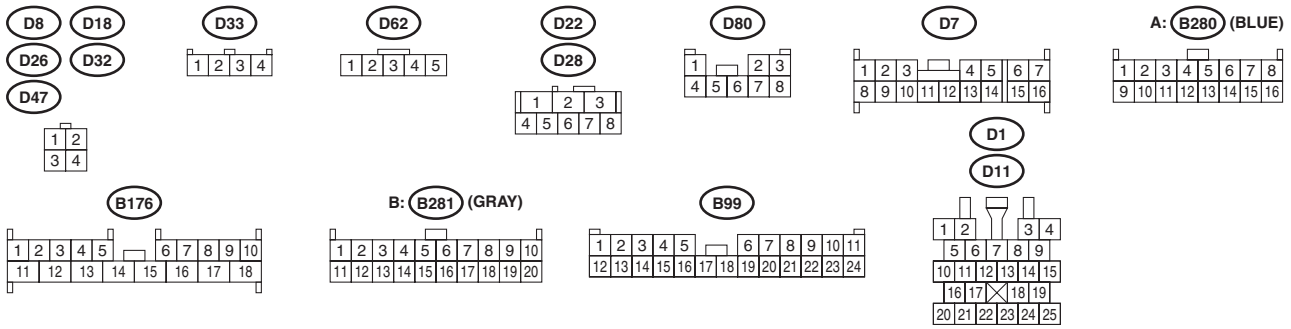 D8 D18 D33 D62 D22 D80 D7 A: B280 (BLUE)
D26 D32 D28
D47
1 2
3 4
1 2 3 4
1 2 3 4 5
1 2 3
4 5 6 7 8
1 2 3
4 5 6 7 8
1 2 3 4 5 6 7
8 9 10 11 12 13 14 15 16
1 2 3 4 5 6 7 8
9 10 11 12 13 14 15 16
B176 B: B281 (GRAY) B99 D1
D11
1 2 3 4 5 6 7 8 9 10
11 12 13 14 15 16 17 18
1 2 3 4 5 6 7 8 9 10
11 12 13 14 15 16 17 18 19 20
1 2 3 4 5 6 7 8 9 10 11
12 13 14 15 16 17 18 19 20 21 22 23 24
1 2 3 4
5 6 7 8 9
10 11 12 13 14 15
16 17 18 19
20 21 22 23 24 25